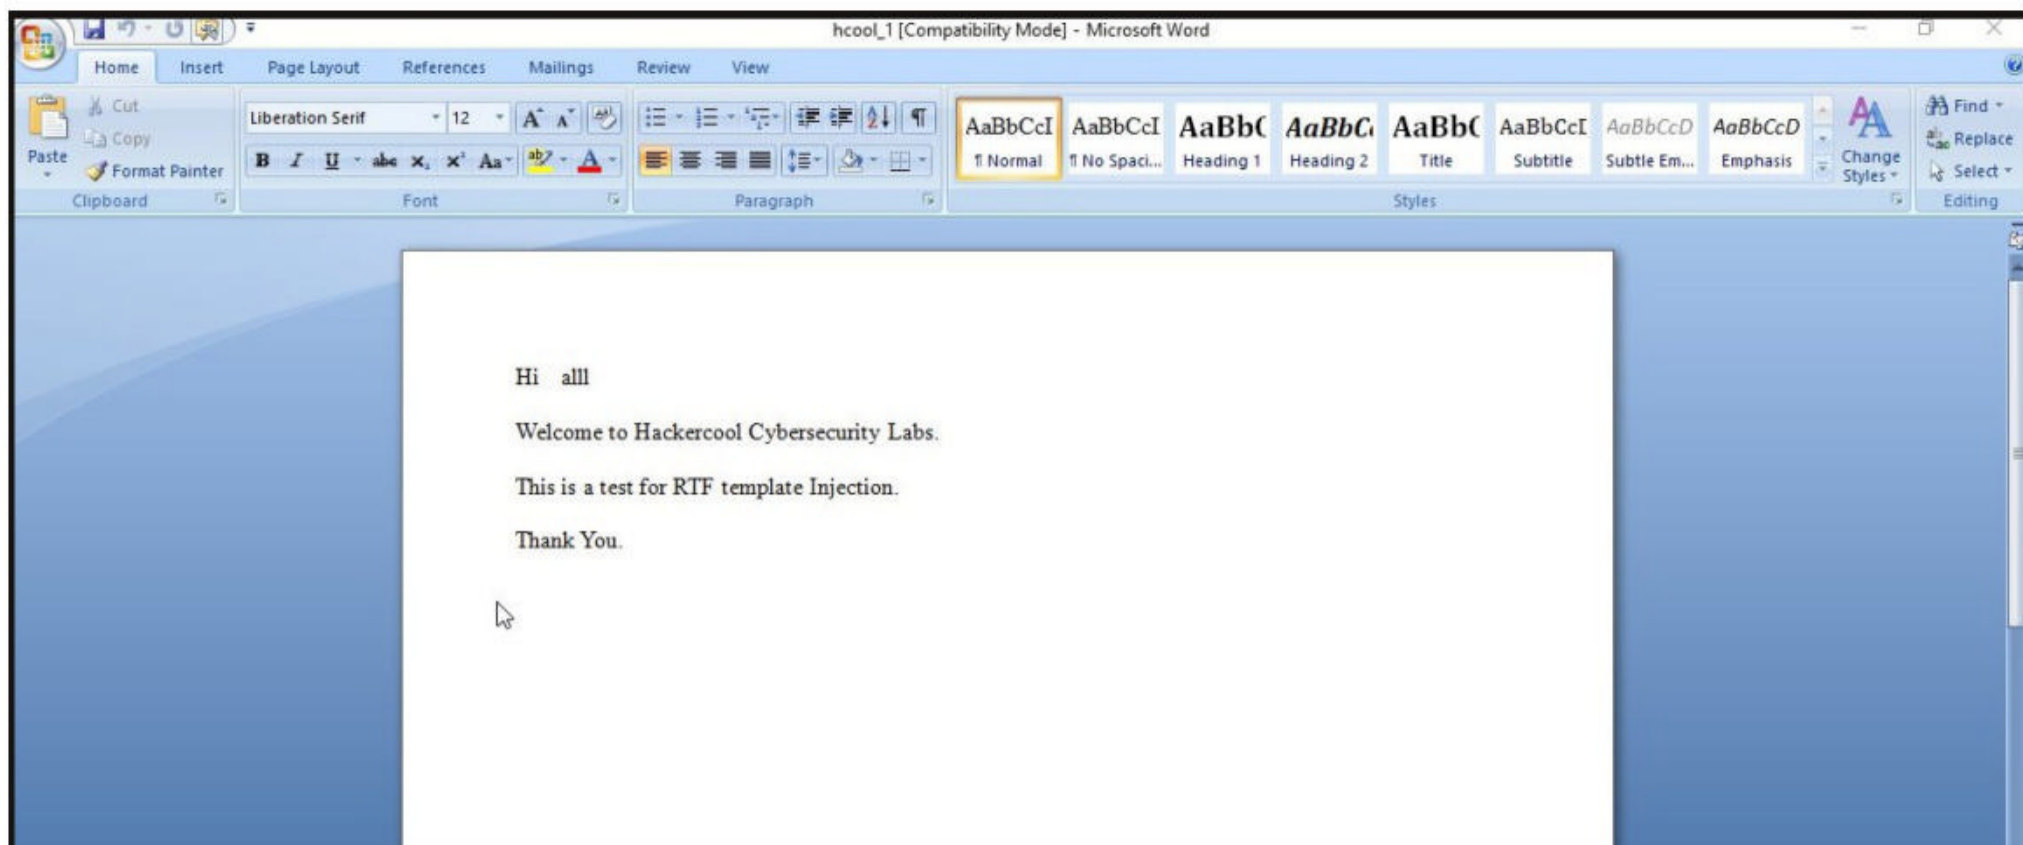 hcool_1 [Compatibility Mode] - Microsoft Word
Home Insert Page Layout References Mailings Review View
Paste
Cut
Copy
Format Painter
Clipboard
Liberation Serif 12
Font
Paragraph
AaBbCcI AaBbCcI AaBb( AaBbC AaBb( AaBbCcI AaBbCcD AaBbCcD
¶ Normal ¶ No Spaci... Heading 1 Heading 2 Title Subtitle Subtle Em... Emphasis
Change Styles
Styles
Find
Replace
Select
Editing
Hi alll
Welcome to Hackercool Cybersecurity Labs.
This is a test for RTF template Injection.
Thank You.